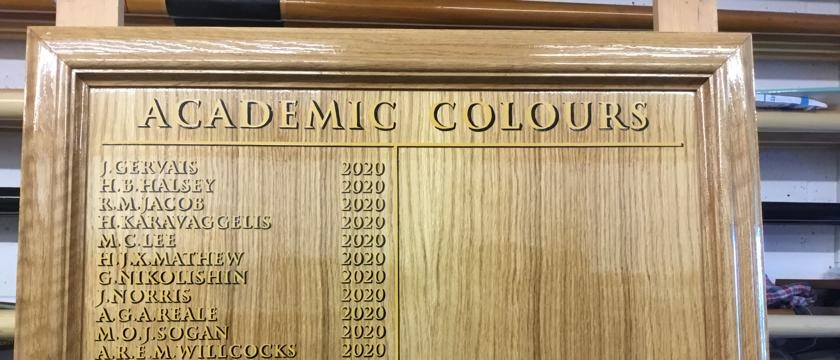 ACADEMIC COLOURS
J.GERVAIS 2020
H.B.HALSEY 2020
R.M.JACOB 2020
H.KARAVAGGELIS 2020
M.C.LEE 2020
H.J.X.MATHEW 2020
G.NIKOLISHIN 2020
J.NORRIS 2020
A.G.A.REALE 2020
M.O.J.SOGAN 2020
A.R.E.M.WILLCOCKS 2020